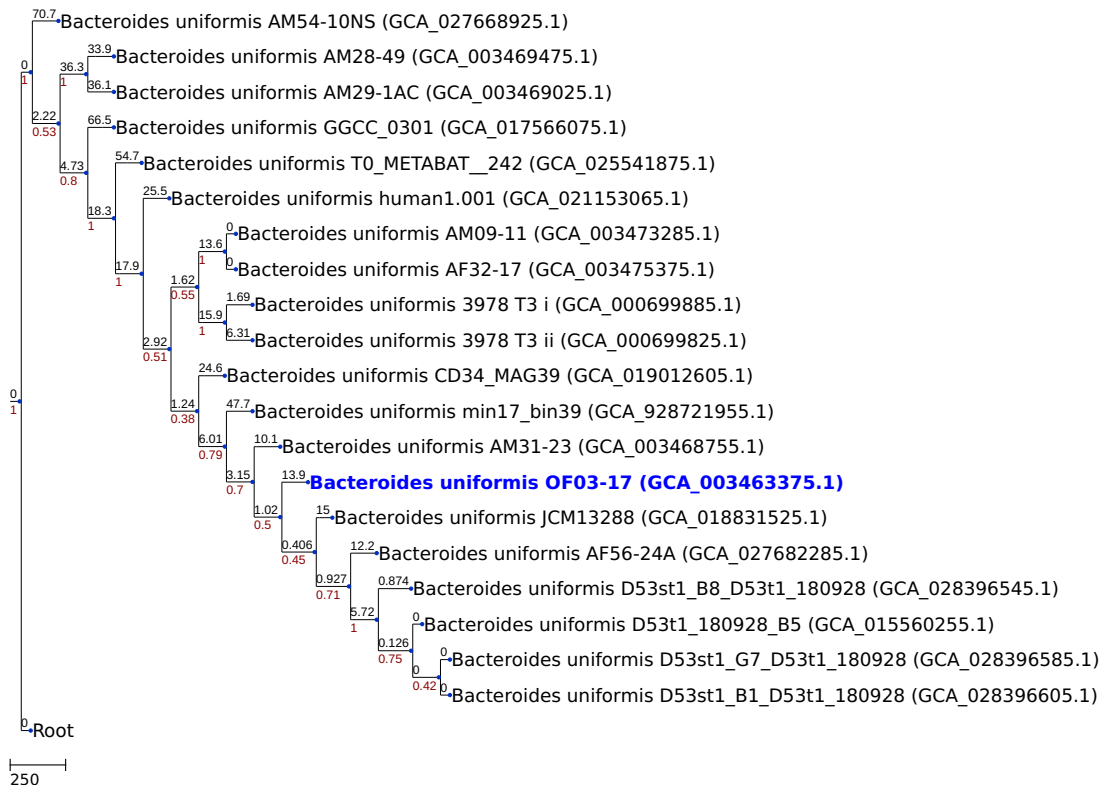 70.7 Bacteroides uniformis AM54-10NS (GCA_027668925.1)
33.9 Bacteroides uniformis AM28-49 (GCA_003469475.1)
0 36.3
1 1
36.1 Bacteroides uniformis AM29-1AC (GCA_003469025.1)
2.22 66.5 Bacteroides uniformis GGCC_0301 (GCA_017566075.1)
0.53
4.73 54.7 Bacteroides uniformis T0_METABAT__242 (GCA_025541875.1)
0.8
25.5 Bacteroides uniformis human1.001 (GCA_021153065.1)
18.3
1
0 Bacteroides uniformis AM09-11 (GCA_003473285.1)
13.6
1
17.9 0 Bacteroides uniformis AF32-17 (GCA_003475375.1)
1
1.62
0.55
1.69 Bacteroides uniformis 3978 T3 i (GCA_000699885.1)
15.9
1
2.92 6.31 Bacteroides uniformis 3978 T3 ii (GCA_000699825.1)
0.51
24.6 Bacteroides uniformis CD34_MAG39 (GCA_019012605.1)
0
1
1.24 47.7 Bacteroides uniformis min17_bin39 (GCA_928721955.1)
0.38
6.01 10.1 Bacteroides uniformis AM31-23 (GCA_003468755.1)
0.79
3.15 13.9 Bacteroides uniformis OF03-17 (GCA_003463375.1)
0.7
1.02 15 Bacteroides uniformis JCM13288 (GCA_018831525.1)
0.5
0.406 12.2 Bacteroides uniformis AF56-24A (GCA_027682285.1)
0.45
0.927 0.874 Bacteroides uniformis D53st1_B8_D53t1_180928 (GCA_028396545.1)
0.71
5.72 0 Bacteroides uniformis D53t1_180928_B5 (GCA_015560255.1)
1
0.126 0 Bacteroides uniformis D53st1_G7_D53t1_180928 (GCA_028396585.1)
0.75
0 0 Bacteroides uniformis D53st1_B1_D53t1_180928 (GCA_028396605.1)
0.42
0 Root
250